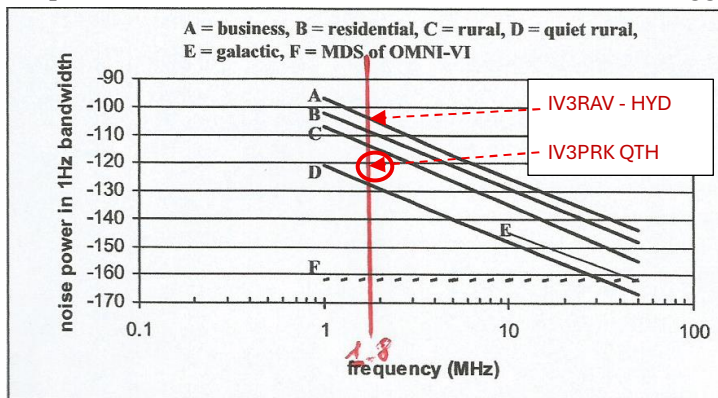 A = business, B = residential, C = rural, D = quiet rural,
E = galactic, F = MDS of OMNI-VI
noise power in 1Hz bandwidth
-90
-100
-110
-120
-130
-140
-150
-160
-170
A
B
C
D
E
F
IV3RAV - HYD
IV3PRK QTH
0.1
1
10
100
1.8
frequency (MHz)